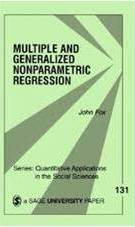 MULTIPLE AND
GENERALIZED
NONPARAMETRIC
REGRESSION
John Fox
Series: Quantitative Applications
in the Social Sciences
131
S a SAGE UNIVERSITY PAPER